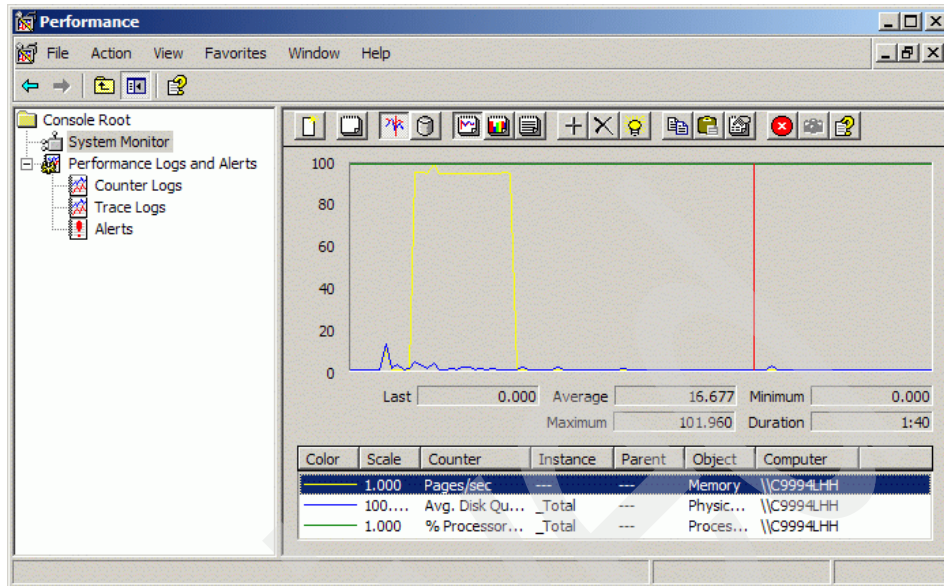 Performance
File Action View Favorites Window Help
Console Root
System Monitor
Performance Logs and Alerts
Counter Logs
Trace Logs
Alerts
100
80
60
40
20
0
Last 0.000 Average 16.677 Minimum 0.000
Maximum 101.960 Duration 1:40
Color Scale Counter Instance Parent Object Computer
1.000 Pages/sec --- --- Memory \\C9994LHH
100.... Avg. Disk Qu... _Total --- Physic... \\C9994LHH
1.000 % Processor... _Total --- Proces... \\C9994LHH